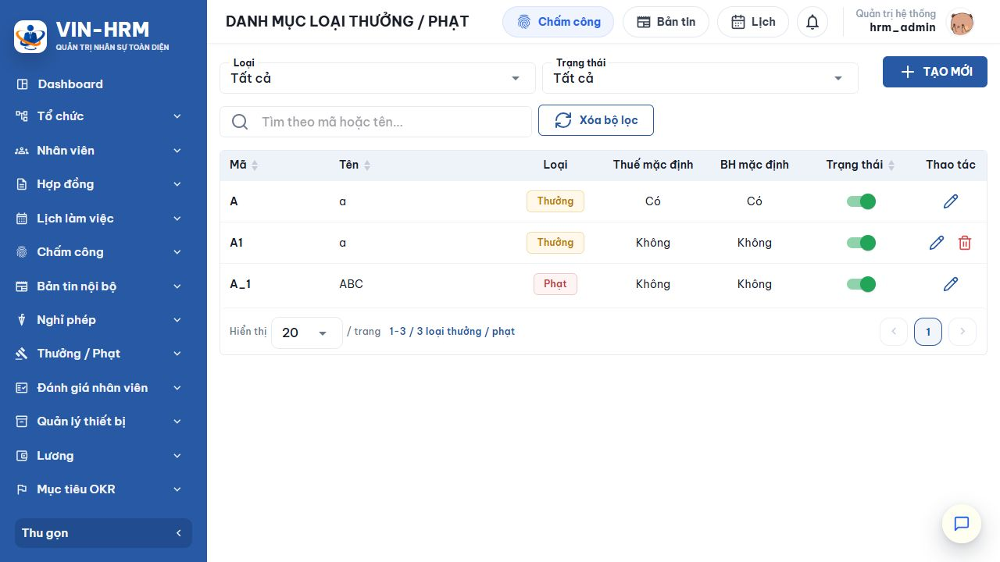 VIN-HRM
QUẢN TRỊ NHÂN SỰ TOÀN DIỆN
Dashboard
Tổ chức
Nhân viên
Hợp đồng
Lịch làm việc
Chấm công
Bản tin nội bộ
Nghỉ phép
Thưởng / Phạt
Đánh giá nhân viên
Quản lý thiết bị
Lương
Mục tiêu OKR
Thu gọn
DANH MỤC LOẠI THƯỞNG / PHẠT
Chấm công
Bản tin
Lịch
Quản trị hệ thống
hrm_admin
Loại
Tất cả
Trạng thái
Tất cả
TẠO MỚI
Tìm theo mã hoặc tên...
Xóa bộ lọc
Mã Tên Loại Thuế mặc định BH mặc định Trạng thái Thao tác
A a Thưởng Có Có
A1 a Thưởng Không Không
A_1 ABC Phạt Không Không
Hiển thị 20 / trang 1-3 / 3 loại thưởng / phạt 1